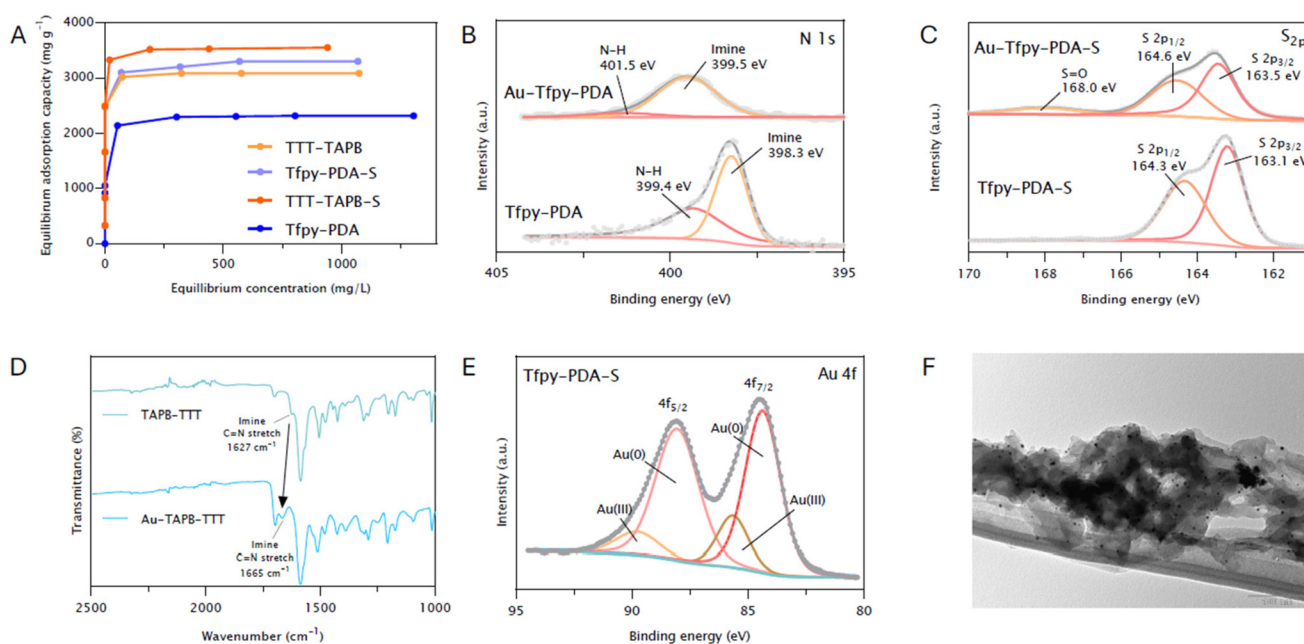 A
Equilibrium adsorption capacity (mg g⁻¹)
4000
3000
2000
1000
0
TTT-TAPB
Tfpy-PDA-S
TTT-TAPB-S
Tfpy-PDA
0
500
1000
Equillibrium concentration (mg/L)
B
N 1s
N-H
401.5 eV
Imine
399.5 eV
Au-Tfpy-PDA
Imine
398.3 eV
N-H
399.4 eV
Tfpy-PDA
Intensity (a.u.)
405
400
395
Binding energy (eV)
C
S2p
Au-Tfpy-PDA-S
S 2p1/2
164.6 eV
S 2p3/2
163.5 eV
S=O
168.0 eV
S 2p1/2
164.3 eV
S 2p3/2
163.1 eV
Tfpy-PDA-S
Intensity (a.u.)
170
168
166
164
162
Binding energy (eV)
D
TAPB-TTT
Imine
C=N stretch
1627 cm⁻¹
Au-TAPB-TTT
Imine
C=N stretch
1665 cm⁻¹
Transmittance (%)
2500
2000
1500
1000
Wavenumber (cm⁻¹)
E
Tfpy-PDA-S
Au 4f
4f5/2
4f7/2
Au(0)
Au(0)
Au(III)
Au(III)
Intensity (a.u.)
95
90
85
80
Binding energy (eV)
F